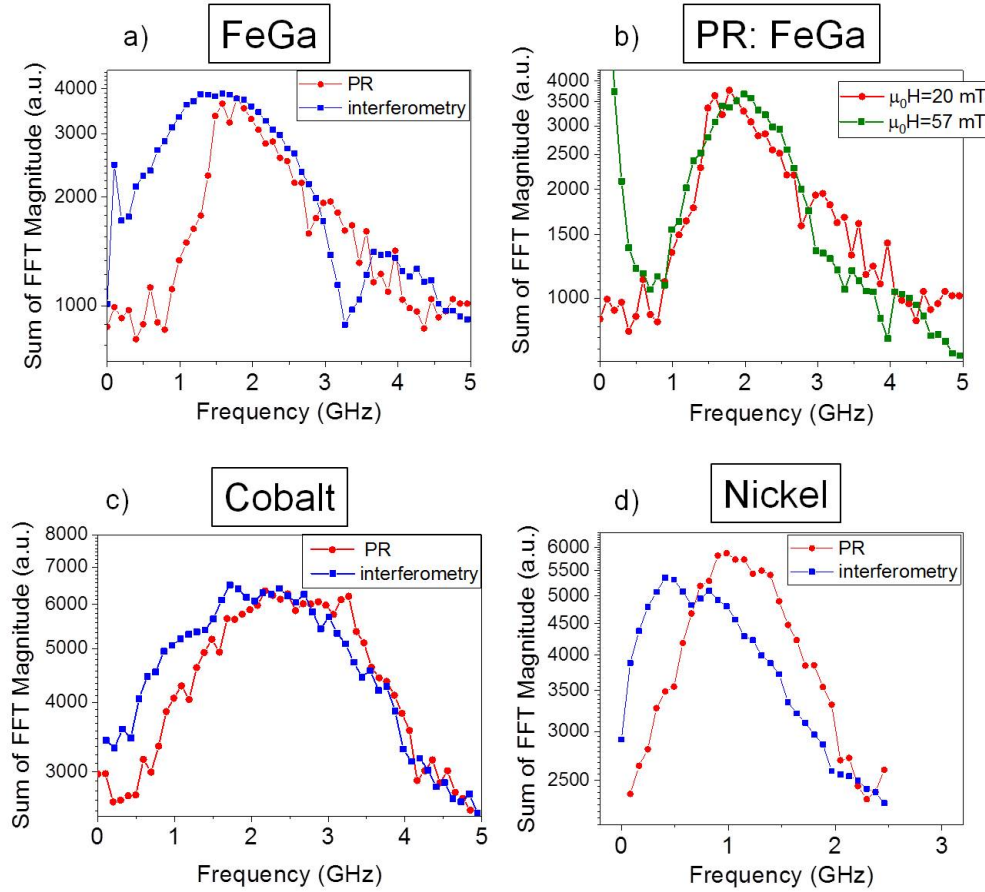 a)
FeGa
PR
interferometry
Sum of FFT Magnitude (a.u.)
4000
3000
2000
1000
0 1 2 3 4 5
Frequency (GHz)
b)
PR: FeGa
μ₀H=20 mT
μ₀H=57 mT
Sum of FFT Magnitude (a.u.)
4000
3500
3000
2500
2000
1500
1000
0 1 2 3 4 5
Frequency (GHz)
c)
Cobalt
PR
interferometry
Sum of FFT Magnitude (a.u.)
8000
7000
6000
5000
4000
3000
0 1 2 3 4 5
Frequency (GHz)
d)
Nickel
PR
interferometry
Sum of FFT Magnitude (a.u.)
6000
5500
5000
4500
4000
3500
3000
2500
0 1 2 3
Frequency (GHz)